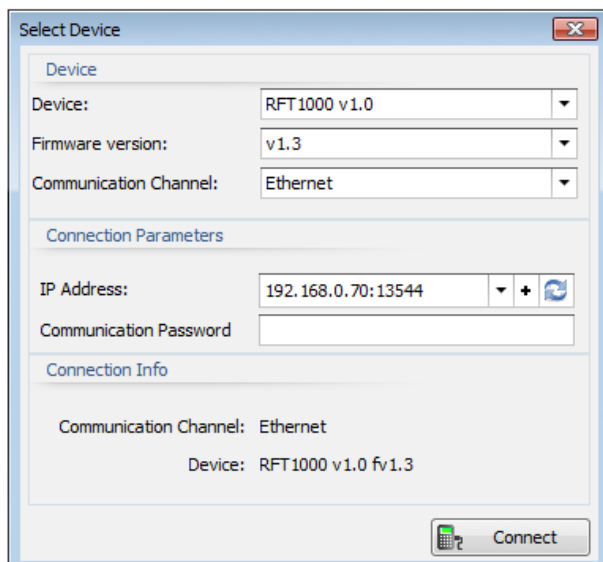 Select Device
Device
Device: RFT1000 v1.0
Firmware version: v1.3
Communication Channel: Ethernet
Connection Parameters
IP Address: 192.168.0.70:13544
Communication Password
Connection Info
Communication Channel: Ethernet
Device: RFT1000 v1.0 fv1.3
Connect